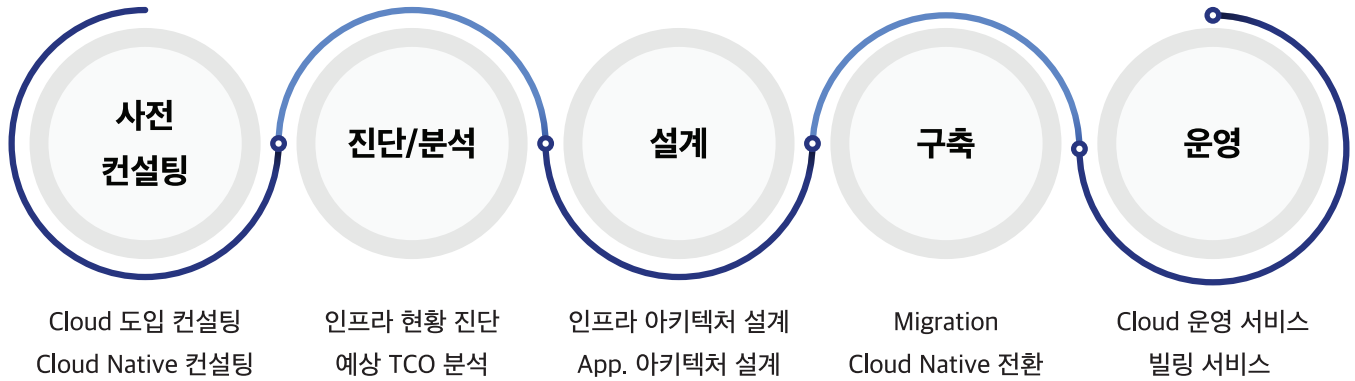 사전
컨설팅
진단/분석
설계
구축
운영
Cloud 도입 컨설팅
Cloud Native 컨설팅
인프라 현황 진단
예상 TCO 분석
인프라 아키텍처 설계
App. 아키텍처 설계
Migration
Cloud Native 전환
Cloud 운영 서비스
빌링 서비스